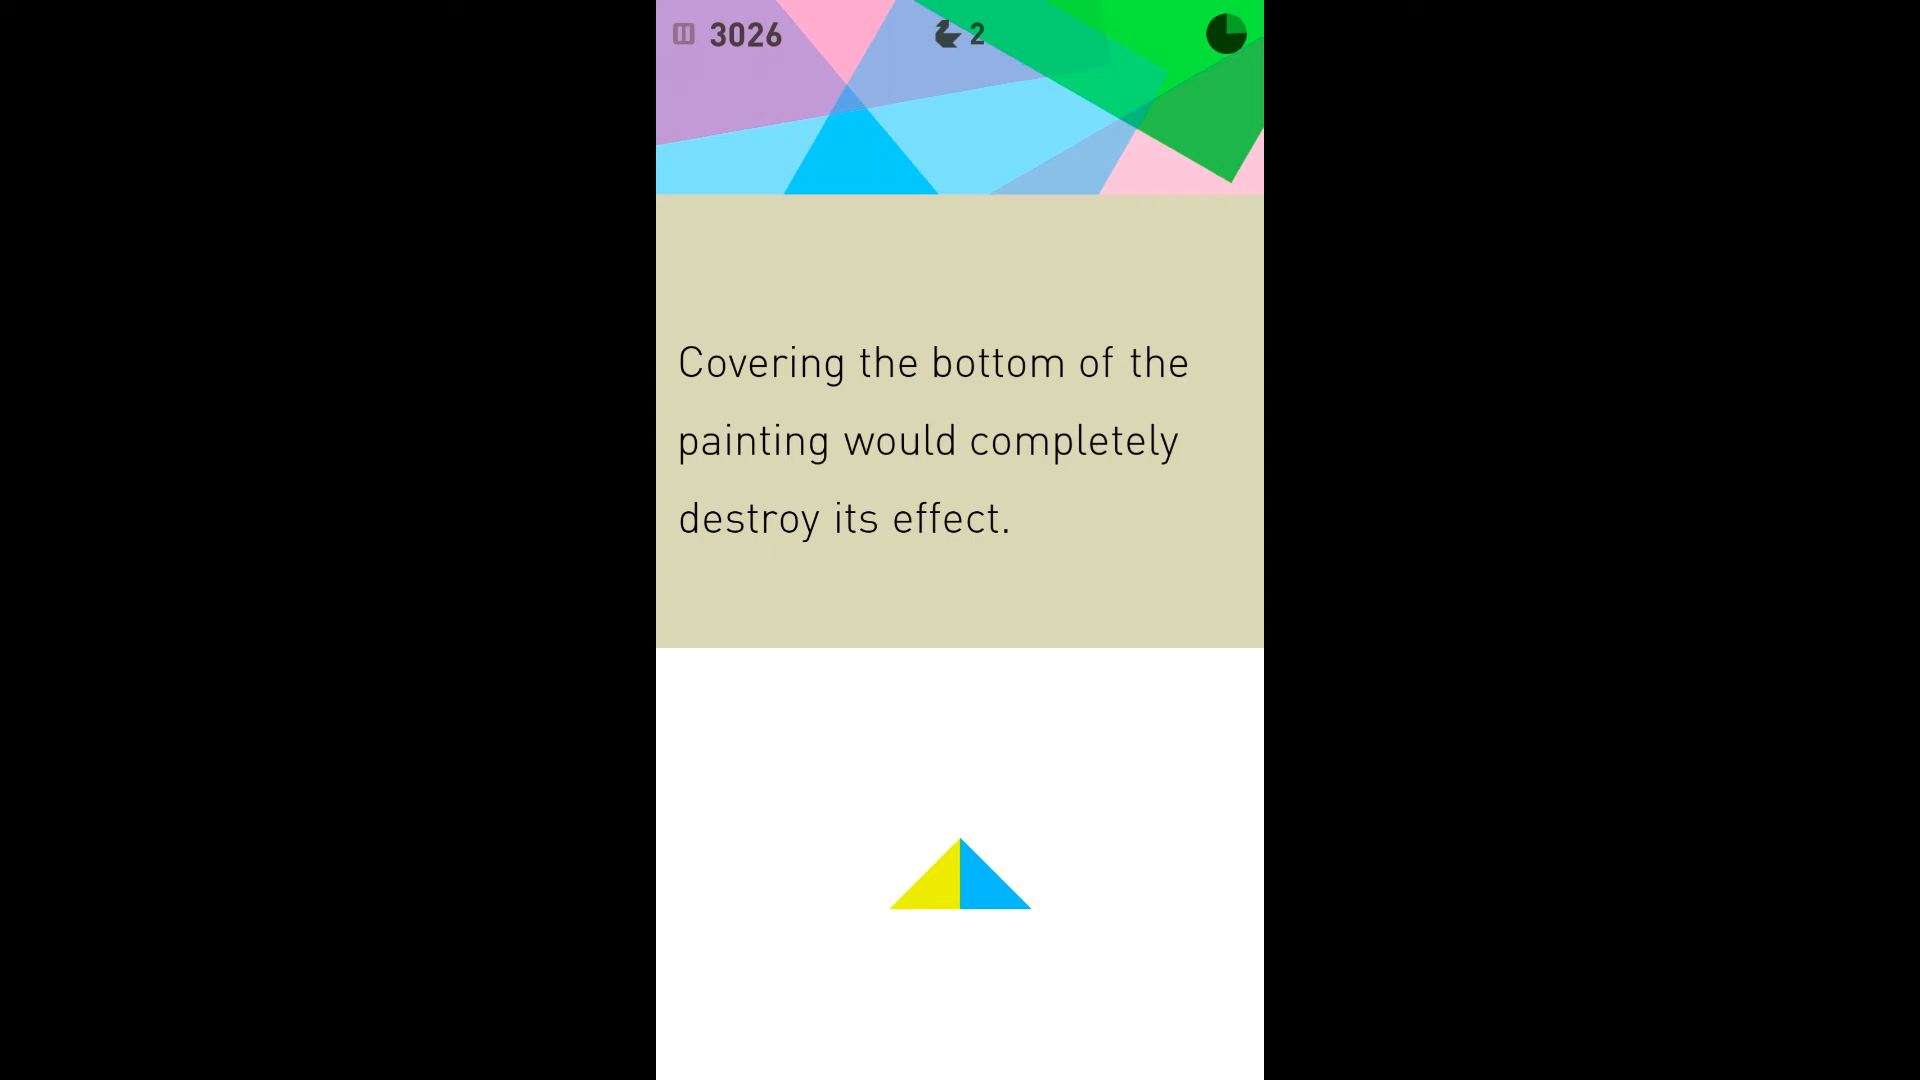 3026 2
Covering the bottom of the
painting would completely
destroy its effect.